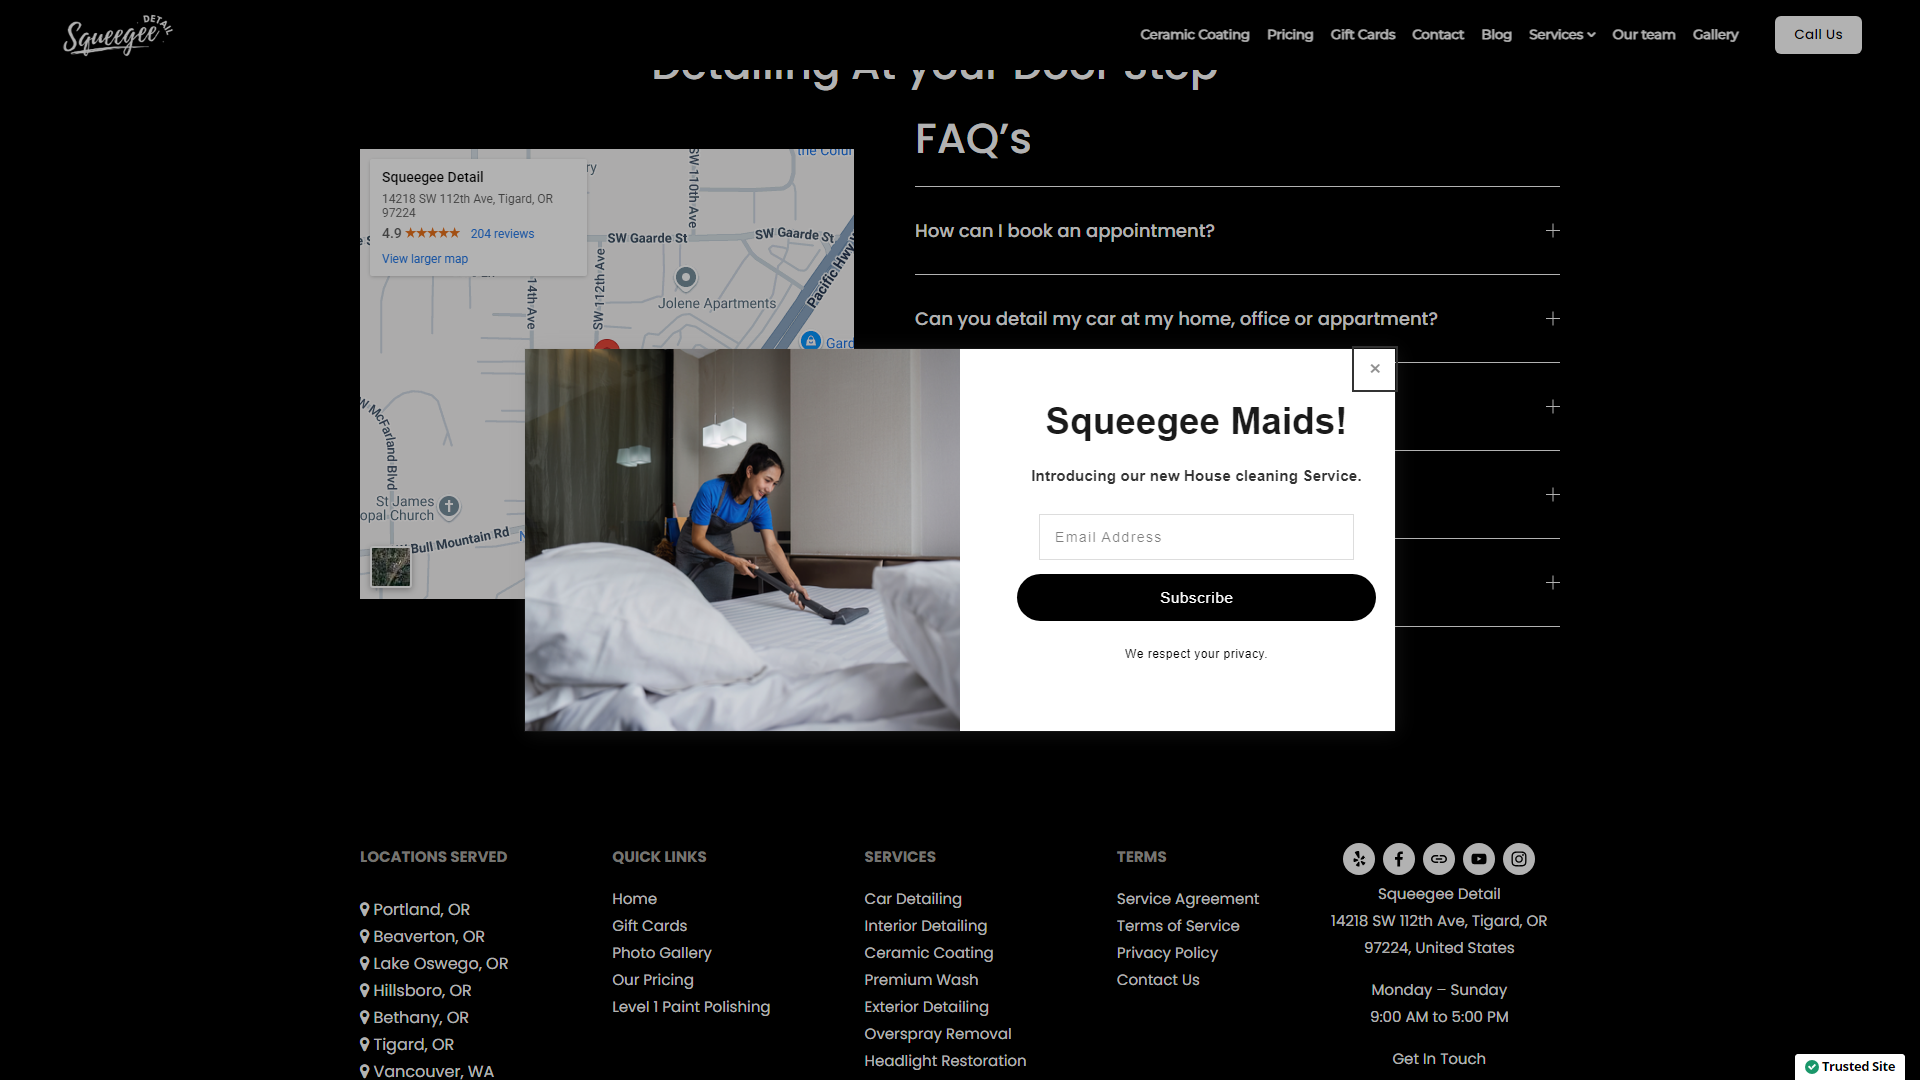 Squeegee DETAIL
Ceramic Coating
Pricing
Gift Cards
Contact
Blog
Services
Our team
Gallery
Call Us
Detailing At your Door Step
FAQ’s
Squeegee Detail
14218 SW 112th Ave, Tigard, OR
97224
4.9
204 reviews
View larger map
SW 110th Ave
SW Gaarde St
SW Gaarde St
14th Ave
SW 112th Ave
Pacific Hwy
Jolene Apartments
Gard
W McFarland Blvd
St James
opal Church
Bull Mountain Rd
How can I book an appointment?
Can you detail my car at my home, office or appartment?
×
Squeegee Maids!
Introducing our new House cleaning Service.
Email Address
Subscribe
We respect your privacy.
LOCATIONS SERVED
Portland, OR
Beaverton, OR
Lake Oswego, OR
Hillsboro, OR
Bethany, OR
Tigard, OR
Vancouver, WA
QUICK LINKS
Home
Gift Cards
Photo Gallery
Our Pricing
Level 1 Paint Polishing
SERVICES
Car Detailing
Interior Detailing
Ceramic Coating
Premium Wash
Exterior Detailing
Overspray Removal
Headlight Restoration
TERMS
Service Agreement
Terms of Service
Privacy Policy
Contact Us
Squeegee Detail
14218 SW 112th Ave, Tigard, OR
97224, United States
Monday – Sunday
9:00 AM to 5:00 PM
Get In Touch
Trusted Site